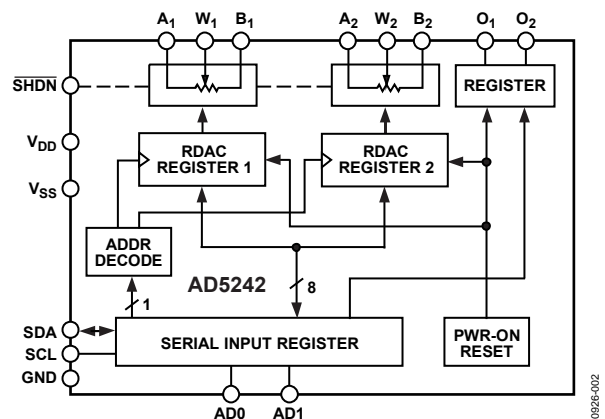 A1 W1 B1 A2 W2 B2 O1 O2
SHDN
REGISTER
VDD
RDAC
REGISTER 1
RDAC
REGISTER 2
VSS
ADDR
DECODE
AD5242
8
1
SDA
SCL
GND
SERIAL INPUT REGISTER
PWR-ON
RESET
AD0 AD1
0926-002